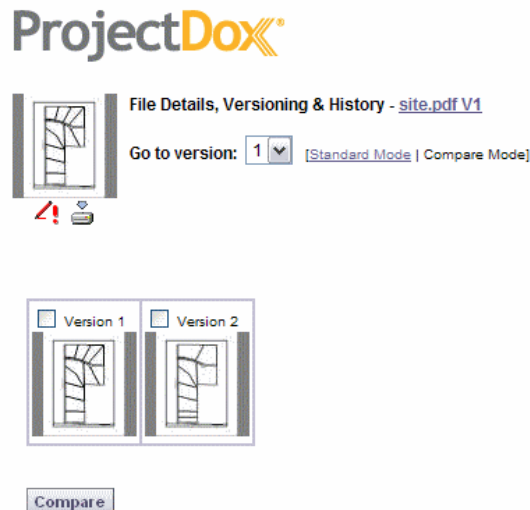 ProjectDox
File Details, Versioning & History - site.pdf V1
Go to version: 1 [Standard Mode | Compare Mode]
Version 1 Version 2
Compare